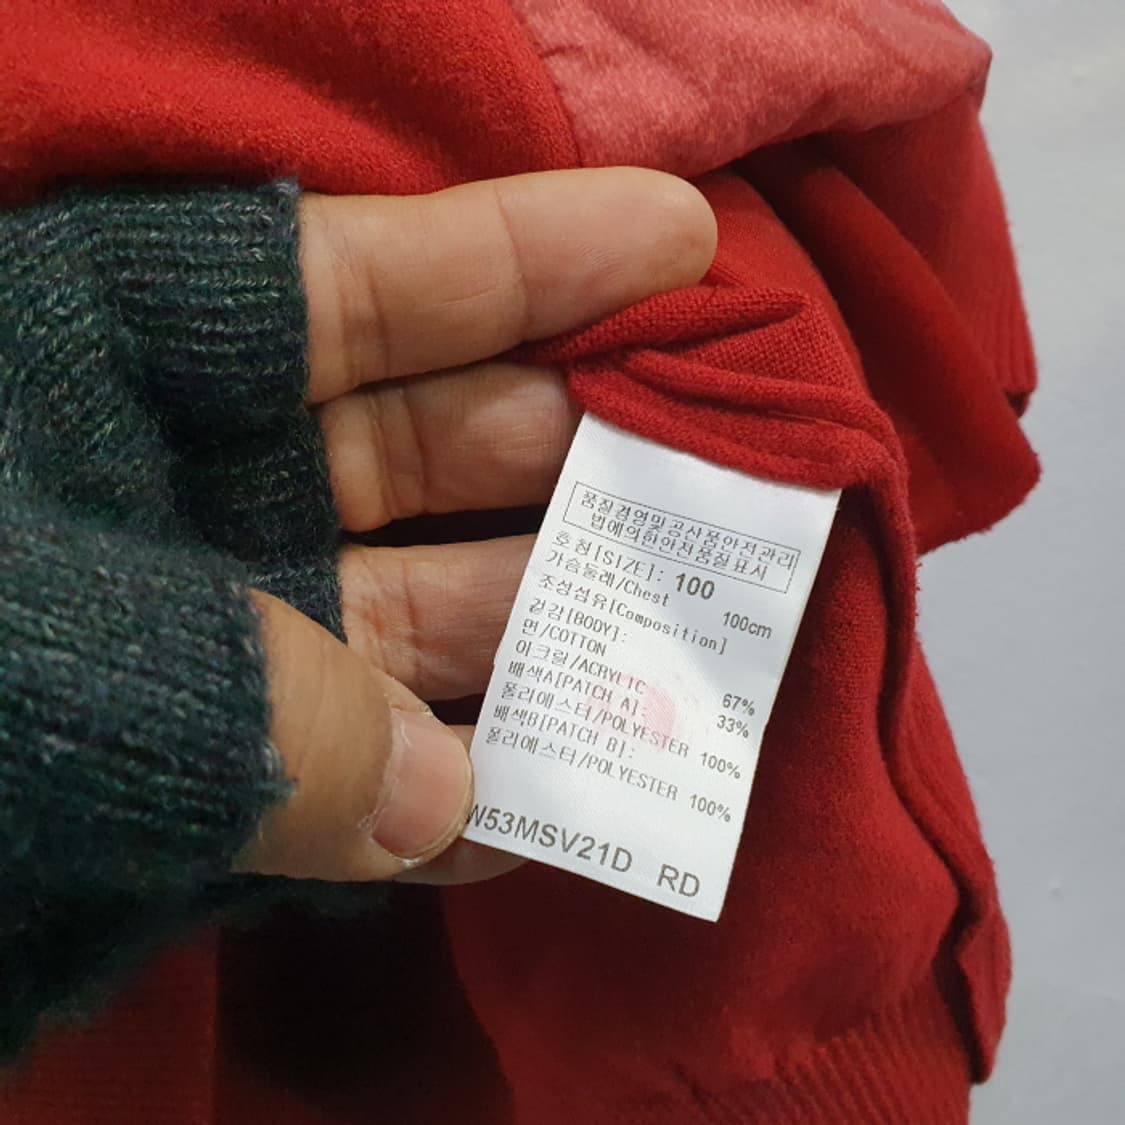 품질경영및공산품안전관리
법에의한안전품질표시
호칭[SIZE]: 100
가슴둘레/Chest 100cm
조성섬유[Composition]
겉감[BODY]:
면/COTTON 67%
아크릴/ACRYLIC 33%
배색A[PATCH A]:
폴리에스터/POLYESTER 100%
배색B[PATCH B]:
폴리에스터/POLYESTER 100%
W53MSV21D RD